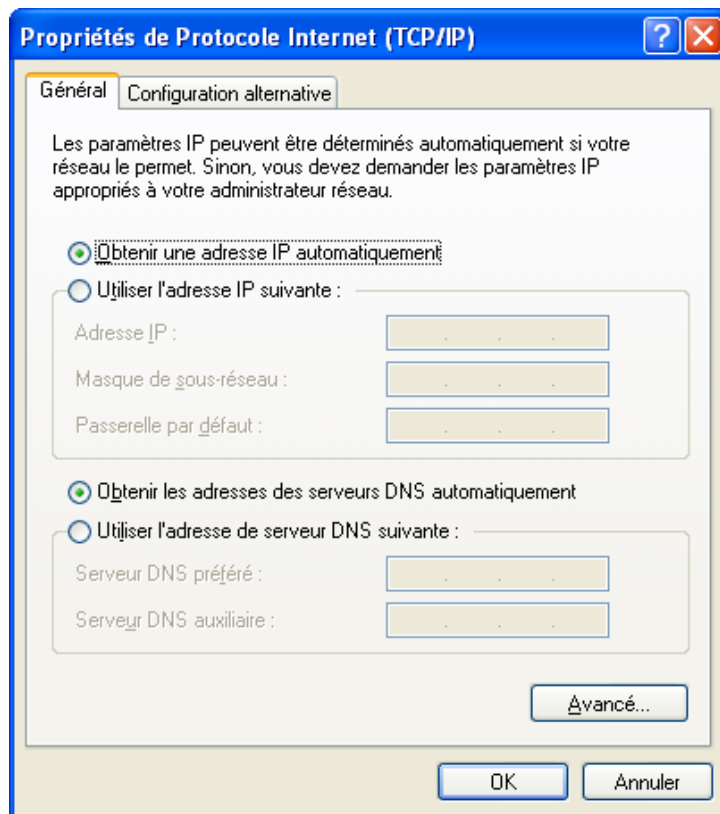 Propriétés de Protocole Internet (TCP/IP)
Général
Configuration alternative
Les paramètres IP peuvent être déterminés automatiquement si votre
réseau le permet. Sinon, vous devez demander les paramètres IP
appropriés à votre administrateur réseau.
Obtenir une adresse IP automatiquement
Utiliser l'adresse IP suivante :
Adresse IP :
Masque de sous-réseau :
Passerelle par défaut :
Obtenir les adresses des serveurs DNS automatiquement
Utiliser l'adresse de serveur DNS suivante :
Serveur DNS préféré :
Serveur DNS auxiliaire :
Avancé...
OK
Annuler